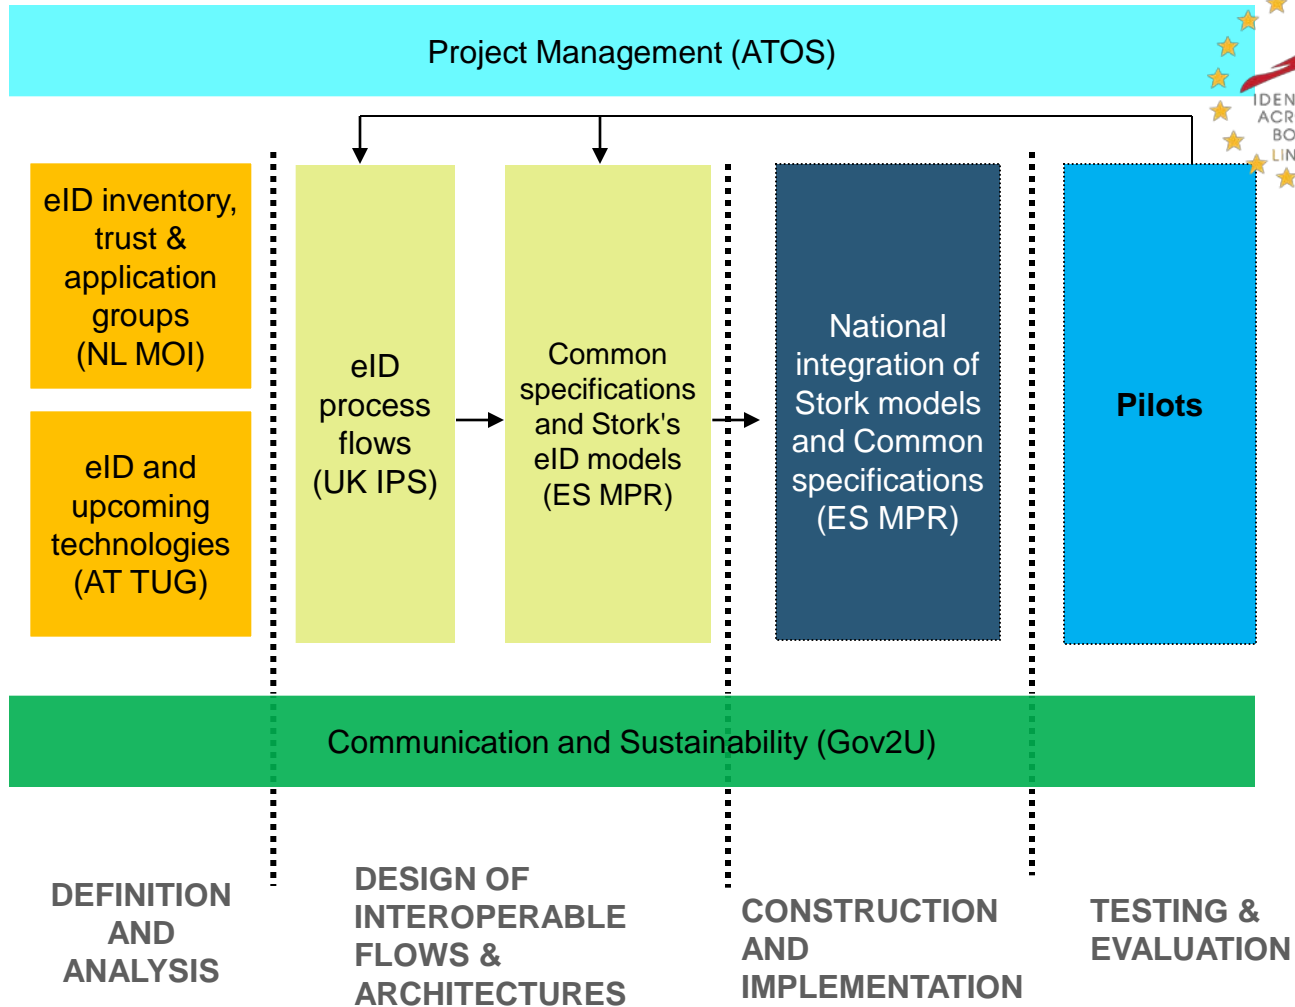 Project Management (ATOS)
eID inventory,
trust &
application
groups
(NL MOI)
eID and
upcoming
technologies
(AT TUG)
eID
process
flows
(UK IPS)
Common
specifications
and Stork's
eID models
(ES MPR)
National
integration of
Stork models
and Common
specifications
(ES MPR)
Pilots
Communication and Sustainability (Gov2U)
DEFINITION
AND
ANALYSIS
DESIGN OF
INTEROPERABLE
FLOWS &
ARCHITECTURES
CONSTRUCTION
AND
IMPLEMENTATION
TESTING &
EVALUATION